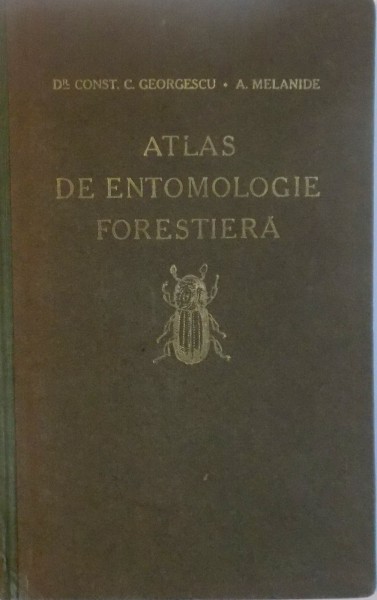 DR. CONST. C. GEORGESCU • A. MELANIDE
ATLAS
DE ENTOMOLOGIE
FORESTIERĂ